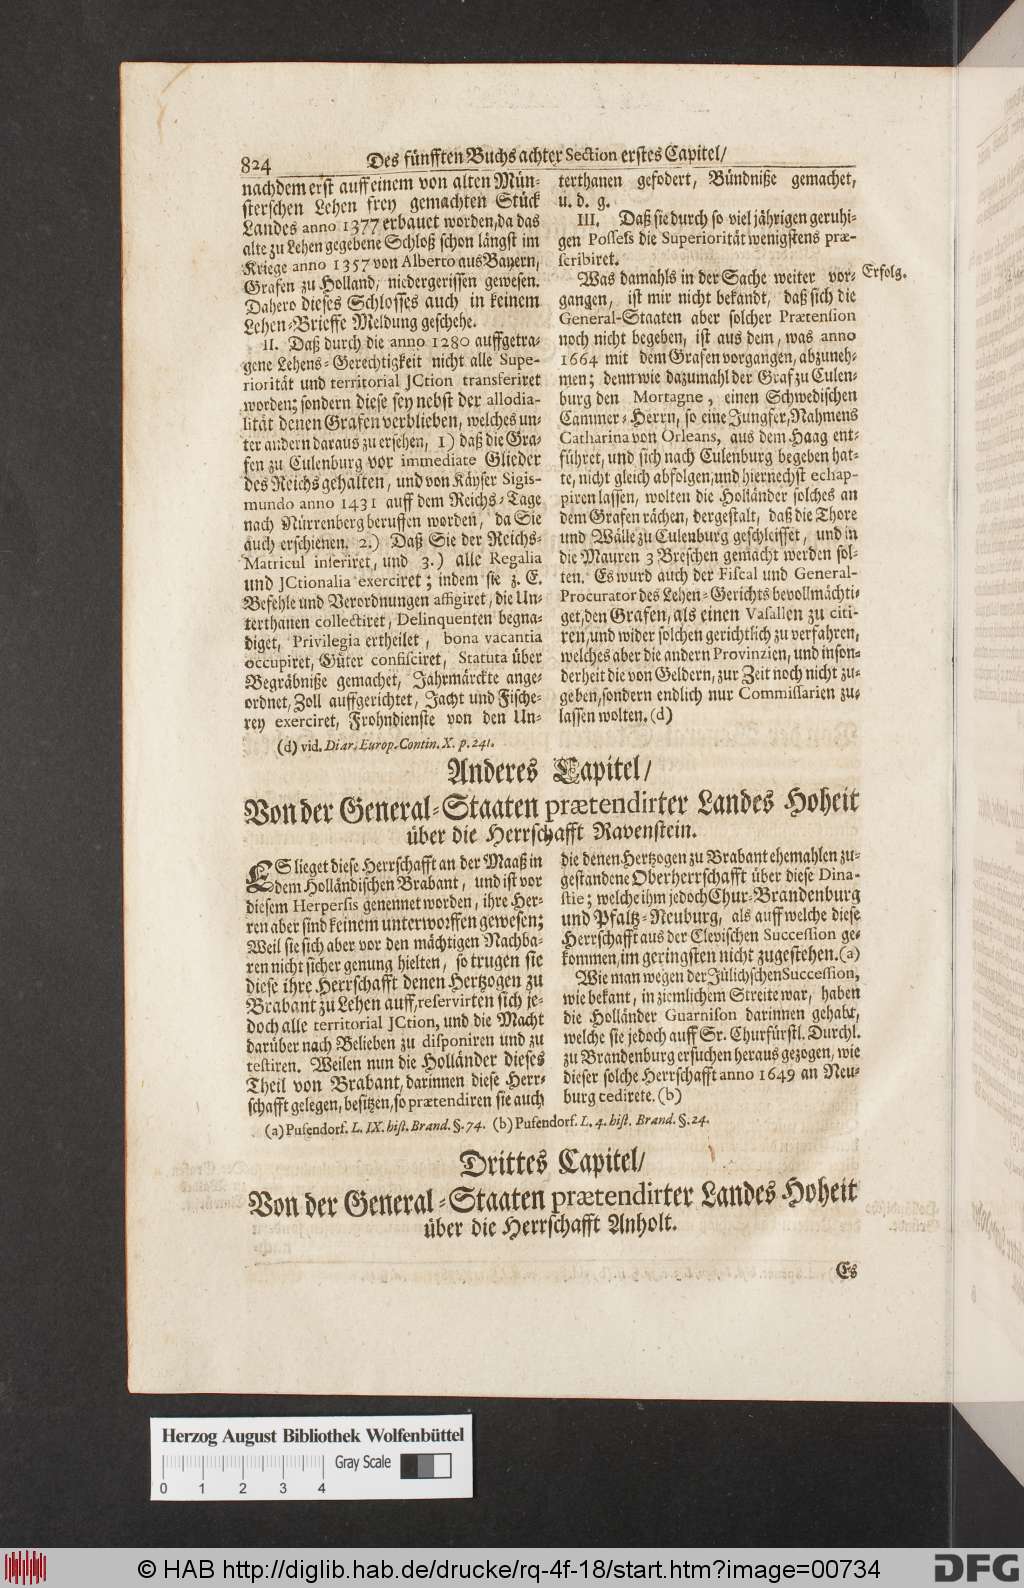 824
Des fünfften Buchs achter Section erstes Capitel/
nachdem erst auff einem von alten Mün-
sterschen Lehen frey gemachten Stück
Landes anno 1377 erbauet worden, da das
alte zu Lehen gegebene Schloß schon längst im
Kriege anno 1357 von Alberto aus Bayern,
Grafen zu Holland, niedergerissen gewesen.
Dahero dieses Schlosses auch in keinem
Lehen-Brieffe Meldung geschehe.
II. Daß durch die anno 1280 auffgetra-
gene Lehens-Gerechtigkeit nicht alle Supe-
riorität und territorial JCtion transferiret
worden; sondern diese sey nebst der allodia-
lität denen Grafen verblieben, welches un-
ter andern daraus zu ersehen, 1) daß die Gra-
fen zu Culenburg vor immediate Glieder
des Reichs gehalten, und von Käyser Sigis-
mundo anno 1431 auff dem Reichs-Tage
nach Nürrenberg beruffen worden, da Sie
auch erschienen. 2.) Daß Sie der Reichs-
Matricul inseriret, und 3.) alle Regalia
und JCtionalia exerciret; indem sie z. E.
Befehle und Verordnungen affigiret, die Un-
terthanen collectiret, Delinquenten begna-
diget, Privilegia ertheilet, bona vacantia
occupiret, Güter confisciret, Statuta über
Begräbniße gemachet, Jahrmärckte ange-
ordnet, Zoll auffgerichtet, Jacht und Fische-
rey exerciret, Frohndienste von den Un-
terthanen gefodert, Bündniße gemachet,
u. d. g.
III. Daß sie durch so viel jährigen geruhi-
gen Possess die Superiorität wenigstens præ-
scribiret.
Was damahls in der Sache weiter vor-
gangen, ist mir nicht bekandt, daß sich die
General-Staaten aber solcher Prætension
noch nicht begeben, ist aus dem, was anno
1664 mit dem Grafen vorgangen, abzuneh-
men; denn wie dazumahl der Graf zu Culen-
burg den Mortagne, einen Schwedischen
Cammer-Herrn, so eine Jungfer, Nahmens
Catharina von Orleans, aus dem Haag ent-
führet, und sich nach Culenburg begeben hat-
te, nicht gleich abfolgen, und hiernechst echap-
piren lassen, wolten die Holländer solches an
dem Grafen rächen, dergestalt, daß die Thore
und Wälle zu Culenburg geschleiffet, und in
die Mauren 3 Breschen gemacht werden sol-
ten. Es wurd auch der Fiscal und General-
Procurator des Lehen-Gerichts bevollmächti-
get, den Grafen, als einen Vasallen zu citi-
ren, und wider solchen gerichtlich zu verfahren,
welches aber die andern Provinzien, und inson-
derheit die von Geldern, zur Zeit noch nicht zu-
geben, sondern endlich nur Commissarien zu-
lassen wolten. (d)
Erfolg.
(d) vid. Diar. Europ. Contin. X. p. 241.
Anderes Capitel/
Von der General-Staaten prætendirter Landes Hoheit
über die Herrschafft Ravenstein.
ES lieget diese Herrschafft an der Maaß in
dem Holländischen Brabant, und ist vor
diesem Herpersis genennet worden, ihre Her-
ren aber sind keinem unterworffen gewesen;
Weil sie sich aber vor den mächtigen Nachba-
ren nicht sicher genung hielten, so trugen sie
diese ihre Herrschafft denen Hertzogen zu
Brabant zu Lehen auff, reservirten sich je-
doch alle territorial JCtion, und die Macht
darüber nach Belieben zu disponiren und zu
testiren. Weilen nun die Holländer dieses
Theil von Brabant, darinnen diese Herr-
schafft gelegen, besitzen, so prætendiren sie auch
die denen Hertzogen zu Brabant ehemahlen zu-
gestandene Oberherrschafft über diese Dina-
stie; welche ihm jedoch Chur-Brandenburg
und Pfaltz-Neuburg, als auff welche diese
Herrschafft aus der Clevischen Succession ge-
kommen, im geringsten nicht zugestehen. (a)
Wie man wegen der Jülichschen Succession,
wie bekant, in ziemlichem Streite war, haben
die Holländer Guarnison darinnen gehabt,
welche sie jedoch auff Sr. Churfürstl. Durchl.
zu Brandenburg ersuchen heraus gezogen, wie
dieser solche Herrschafft anno 1649 an Neu-
burg cedirete. (b)
(a) Pufendorf. L. IX. hist. Brand. §. 74. (b) Pufendorf. L. 4. hist. Brand. §. 24.
Drittes Capitel/
Von der General-Staaten prætendirter Landes Hoheit
über die Herrschafft Anholt.
Es
Herzog August Bibliothek Wolfenbüttel
Gray Scale
0 1 2 3 4
© HAB http://diglib.hab.de/drucke/rq-4f-18/start.htm?image=00734
DFG